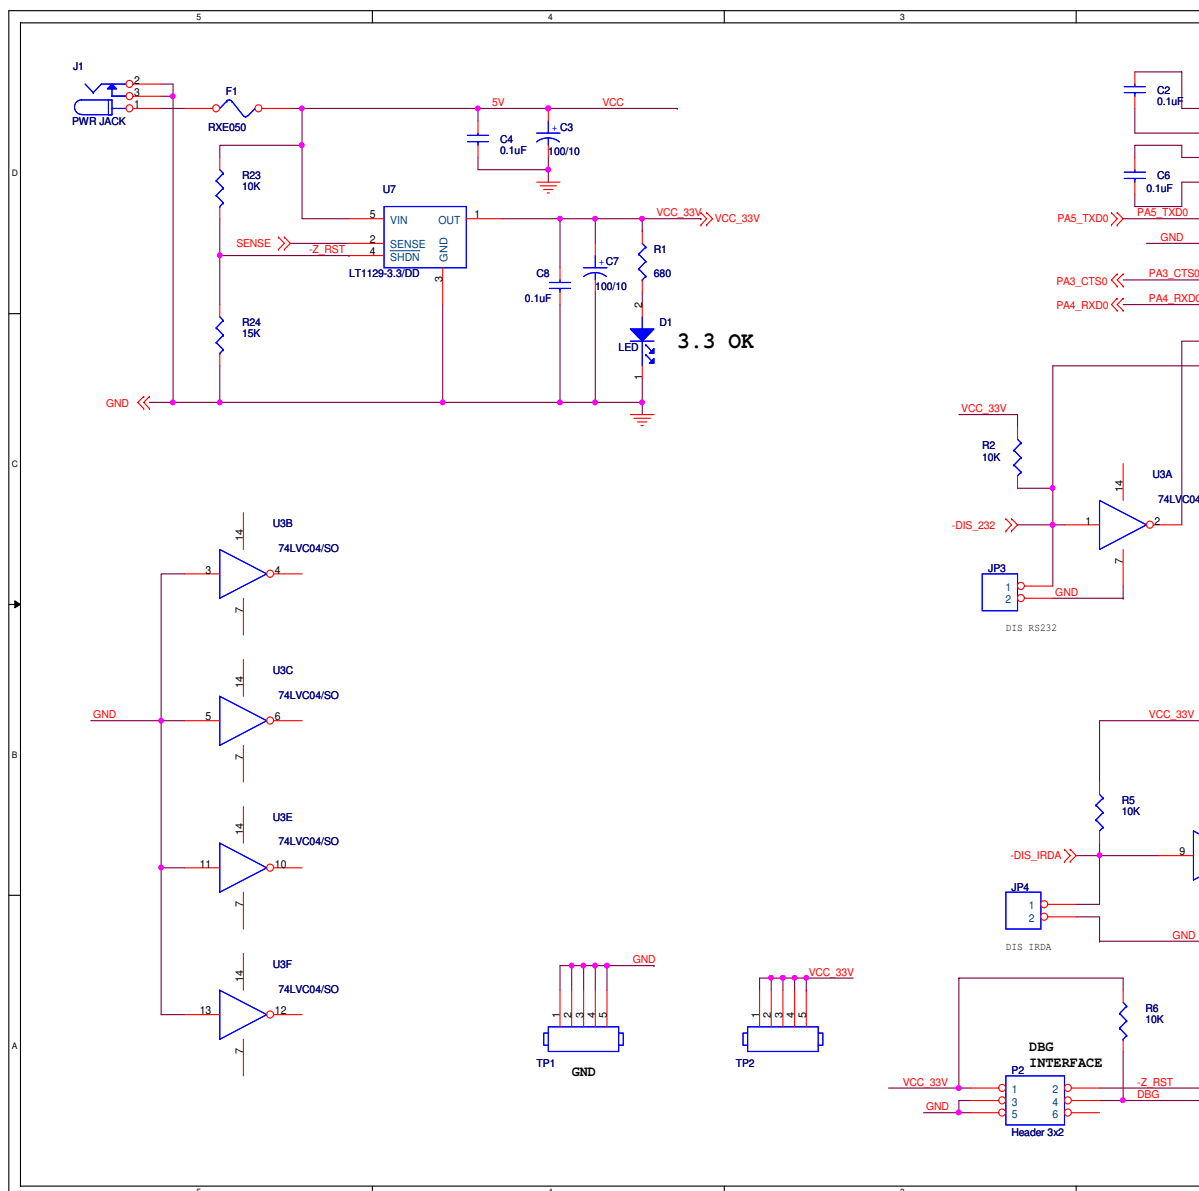 5
4
3
D
C
B
A
J1
2
3
1
PWR JACK
F1
RXE050
5V
VCC
C4
0.1uF
+ C3
100/10
R23
10K
U7
5
VIN
OUT
1
2
SENSE
4
SHDN
GND
3
LT1129-3.3/DD
SENSE
-Z_RST
VCC_33V
VCC_33V
C8
0.1uF
+ C7
100/10
R1
680
2
D1
LED
1
3.3 OK
R24
15K
GND
C2
0.1uF
C6
0.1uF
PA5_TXD0
PA5_TXD0
GND
PA3_CTS0
PA3_CTS0
PA4_RXD0
PA4_RXD0
VCC_33V
R2
10K
U3A
14
74LVC04
-DIS_232
1
2
7
JP3
1
2
GND
DIS RS232
U3B
14
74LVC04/SO
3
4
7
U3C
14
74LVC04/SO
GND
5
6
7
U3E
14
74LVC04/SO
11
10
7
U3F
14
74LVC04/SO
13
12
7
VCC_33V
R5
10K
-DIS_IRDA
9
JP4
1
2
GND
DIS IRDA
GND
1
2
3
4
5
TP1
GND
VCC_33V
1
2
3
4
5
TP2
R6
10K
DBG
INTERFACE
P2
VCC_33V
1
2
-Z_RST
3
4
DBG
GND
5
6
Header 3x2